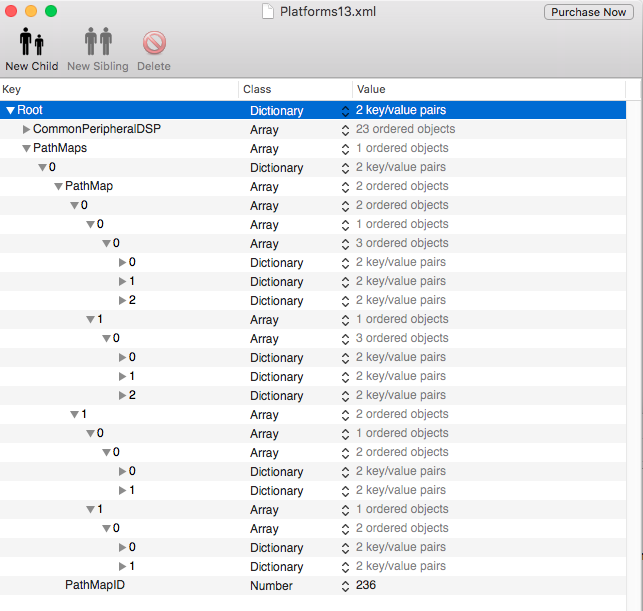 Platforms13.xml
Purchase Now
New Child New Sibling Delete
Key Class Value
Root Dictionary 2 key/value pairs
CommonPeripheralDSP Array 23 ordered objects
PathMaps Array 1 ordered objects
0 Dictionary 2 key/value pairs
PathMap Array 2 ordered objects
0 Array 2 ordered objects
0 Array 1 ordered objects
0 Array 3 ordered objects
0 Dictionary 2 key/value pairs
1 Dictionary 2 key/value pairs
2 Dictionary 2 key/value pairs
1 Array 1 ordered objects
0 Array 3 ordered objects
0 Dictionary 2 key/value pairs
1 Dictionary 2 key/value pairs
2 Dictionary 2 key/value pairs
1 Array 2 ordered objects
0 Array 1 ordered objects
0 Array 2 ordered objects
0 Dictionary 2 key/value pairs
1 Dictionary 2 key/value pairs
1 Array 1 ordered objects
0 Array 2 ordered objects
0 Dictionary 2 key/value pairs
1 Dictionary 2 key/value pairs
PathMapID Number 236